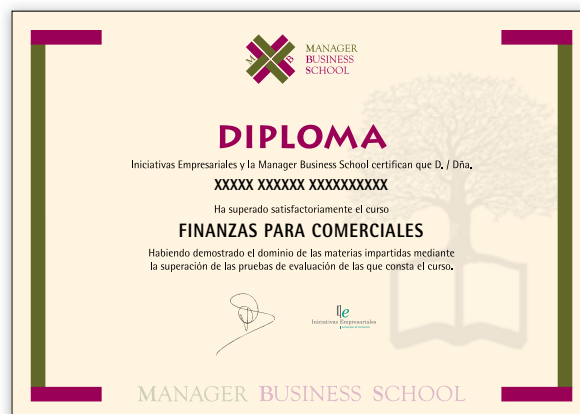 MANAGER
BUSINESS
SCHOOL
M B
DIPLOMA
Iniciativas Empresariales y la Manager Business School certifican que D. / Dña.
XXXXX XXXXXX XXXXXXXXXX
Ha superado satisfactoriamente el curso
FINANZAS PARA COMERCIALES
Habiendo demostrado el dominio de las materias impartidas mediante
la superación de las pruebas de evaluación de las que consta el curso.
Ile
Iniciativas Empresariales
MANAGER BUSINESS SCHOOL